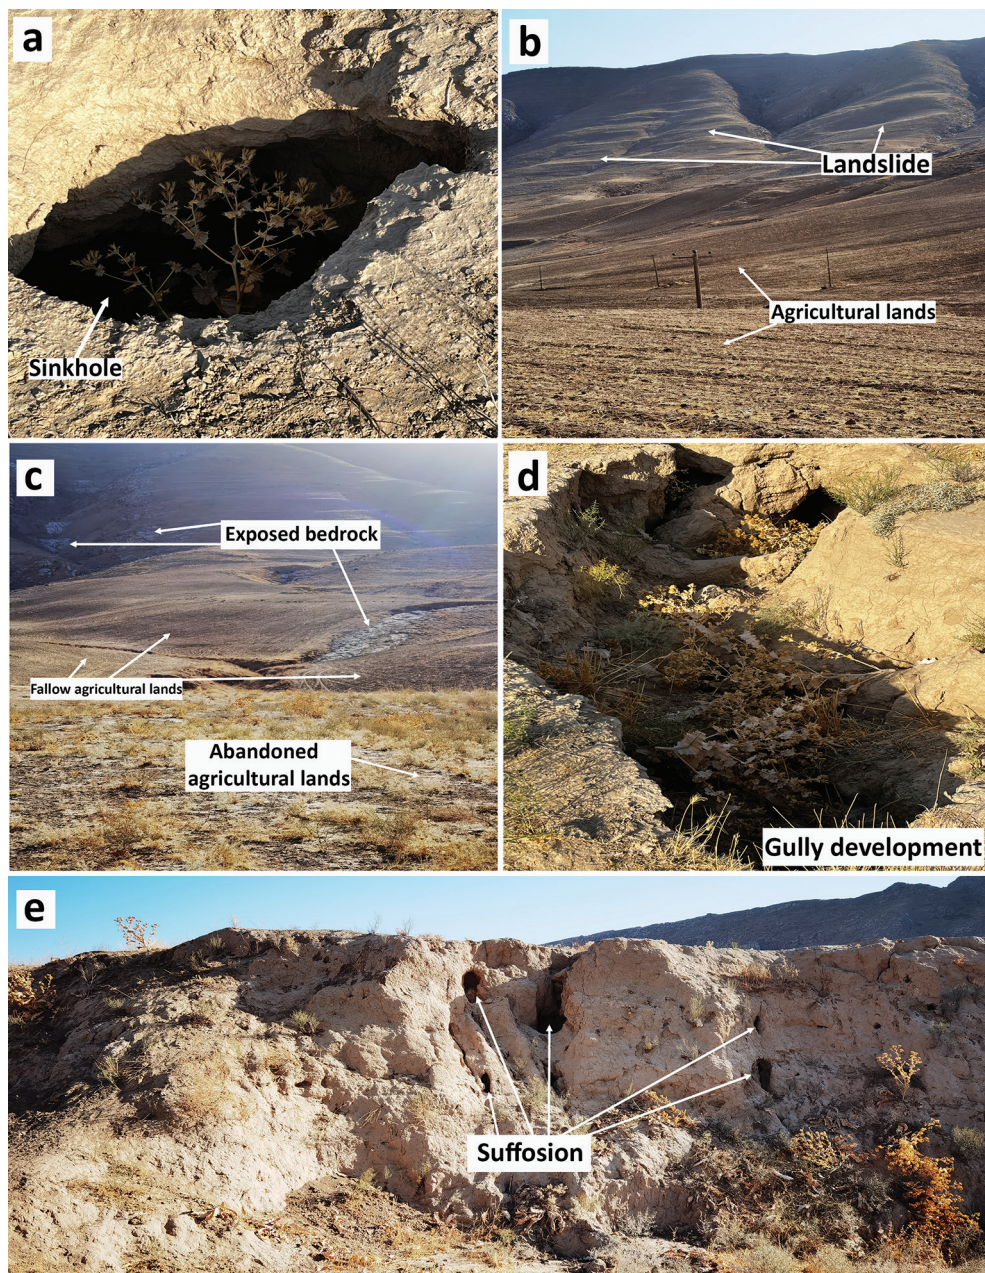 a
Sinkhole
b
Landslide
Agricultural lands
c
Exposed bedrock
Fallow agricultural lands
Abandoned
agricultural lands
d
Gully development
e
Suffosion